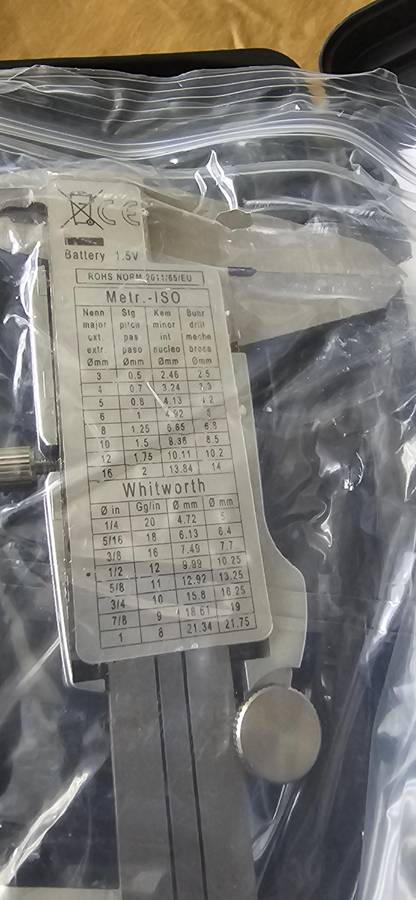 CE
Battery 1.5V
ROHS NORM 2011/65/EU
Metr.-ISO
Nenn Stg Kern Buhr
major pitch minor drill
ext. pas int meche
extr. paso nucleo broca
Ømm Ømm Ømm Ømm
3 0.5 2.46 2.5
4 0.7 3.24 3.3
5 0.8 4.13 4.2
6 1 4.92 5
8 1.25 6.65 6.8
10 1.5 8.38 8.5
12 1.75 10.11 10.2
16 2 13.84 14
Whitworth
Ø in Gg/in Ø mm Ø mm
1/4 20 4.72 5
5/16 18 6.13 6.4
3/8 16 7.49 7.7
1/2 12 9.99 10.25
5/8 11 12.92 13.25
3/4 10 15.8 16.25
7/8 9 18.61 19
1 8 21.34 21.75